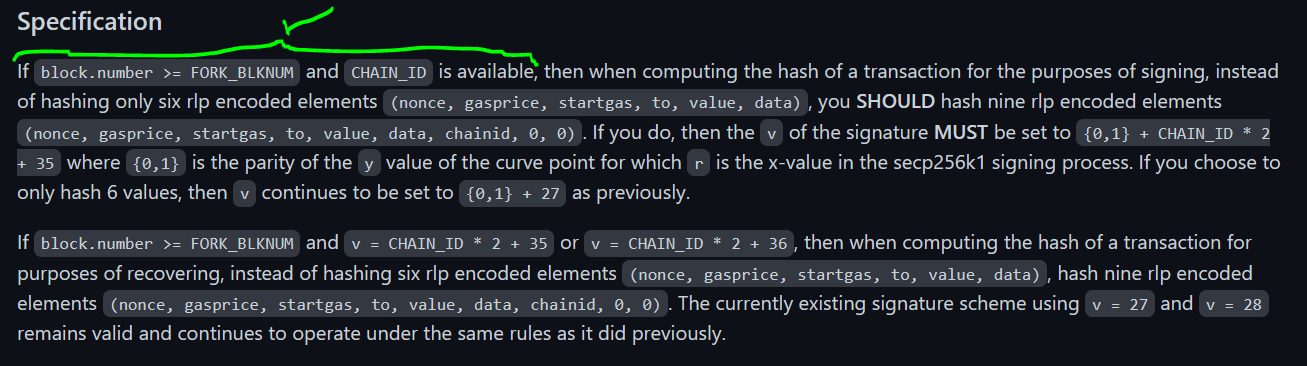 Specification
If block.number >= FORK_BLKNUM and CHAIN_ID is available, then when computing the hash of a transaction for the purposes of signing, instead
of hashing only six rlp encoded elements (nonce, gasprice, startgas, to, value, data), you SHOULD hash nine rlp encoded elements
(nonce, gasprice, startgas, to, value, data, chainid, 0, 0). If you do, then the v of the signature MUST be set to {0,1} + CHAIN_ID * 2
+ 35 where {0,1} is the parity of the y value of the curve point for which r is the x-value in the secp256k1 signing process. If you choose to
only hash 6 values, then v continues to be set to {0,1} + 27 as previously.
If block.number >= FORK_BLKNUM and v = CHAIN_ID * 2 + 35 or v = CHAIN_ID * 2 + 36, then when computing the hash of a transaction for
purposes of recovering, instead of hashing six rlp encoded elements (nonce, gasprice, startgas, to, value, data), hash nine rlp encoded
elements (nonce, gasprice, startgas, to, value, data, chainid, 0, 0). The currently existing signature scheme using v = 27 and v = 28
remains valid and continues to operate under the same rules as it did previously.